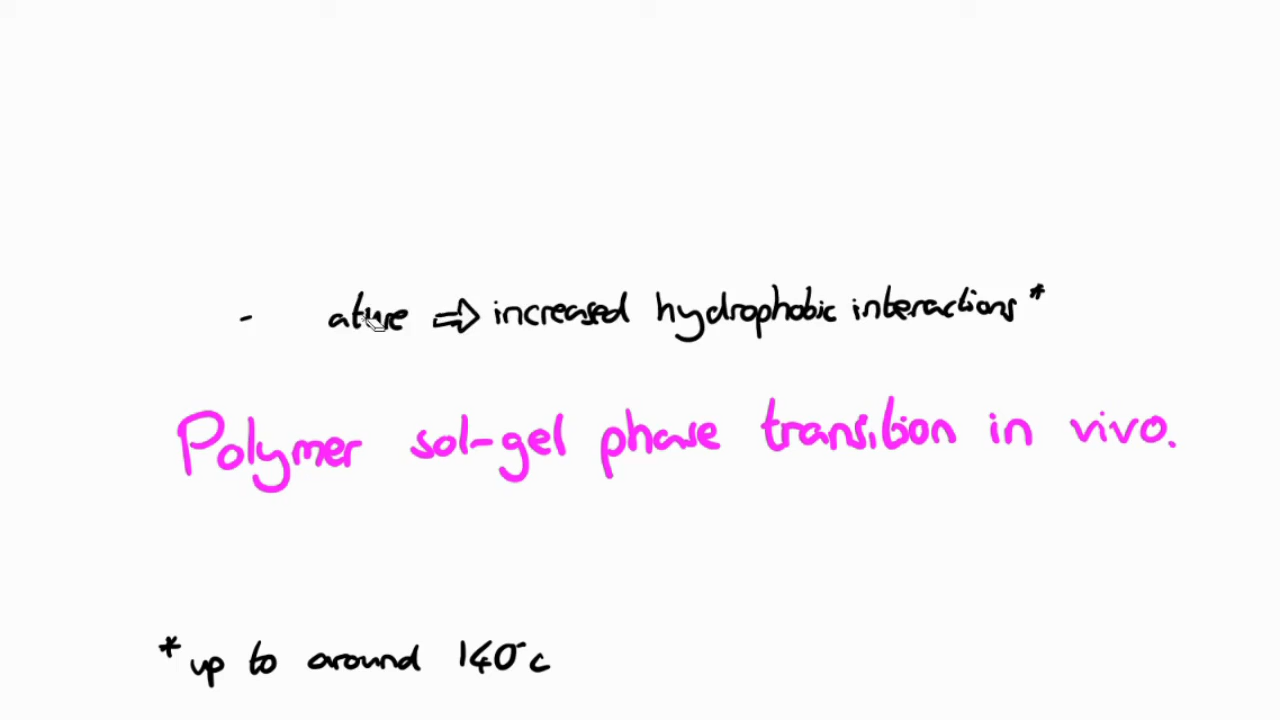 - ature ⇒ increased hydrophobic interactions*
Polymer sol-gel phase transition in vivo.
*up to around 140°c